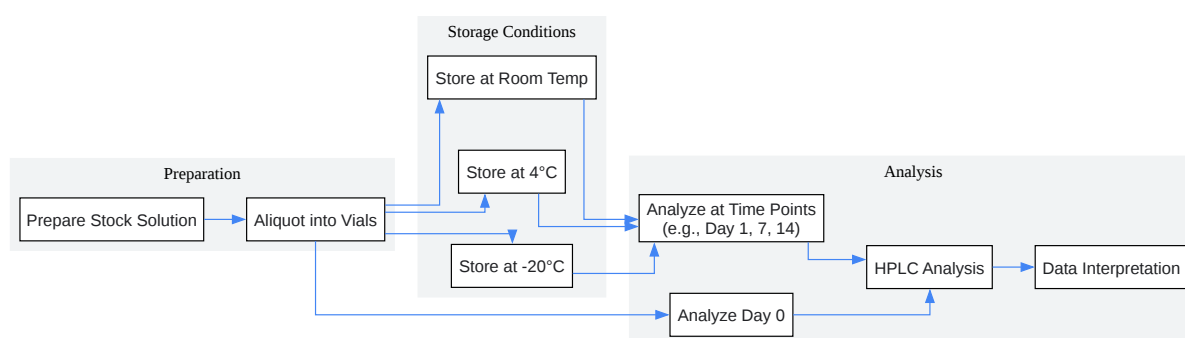 Storage Conditions
Store at Room Temp
Preparation
Store at 4°C
Analysis
Prepare Stock Solution
Aliquot into Vials
Analyze at Time Points
(e.g., Day 1, 7, 14)
Store at -20°C
HPLC Analysis
Data Interpretation
Analyze Day 0